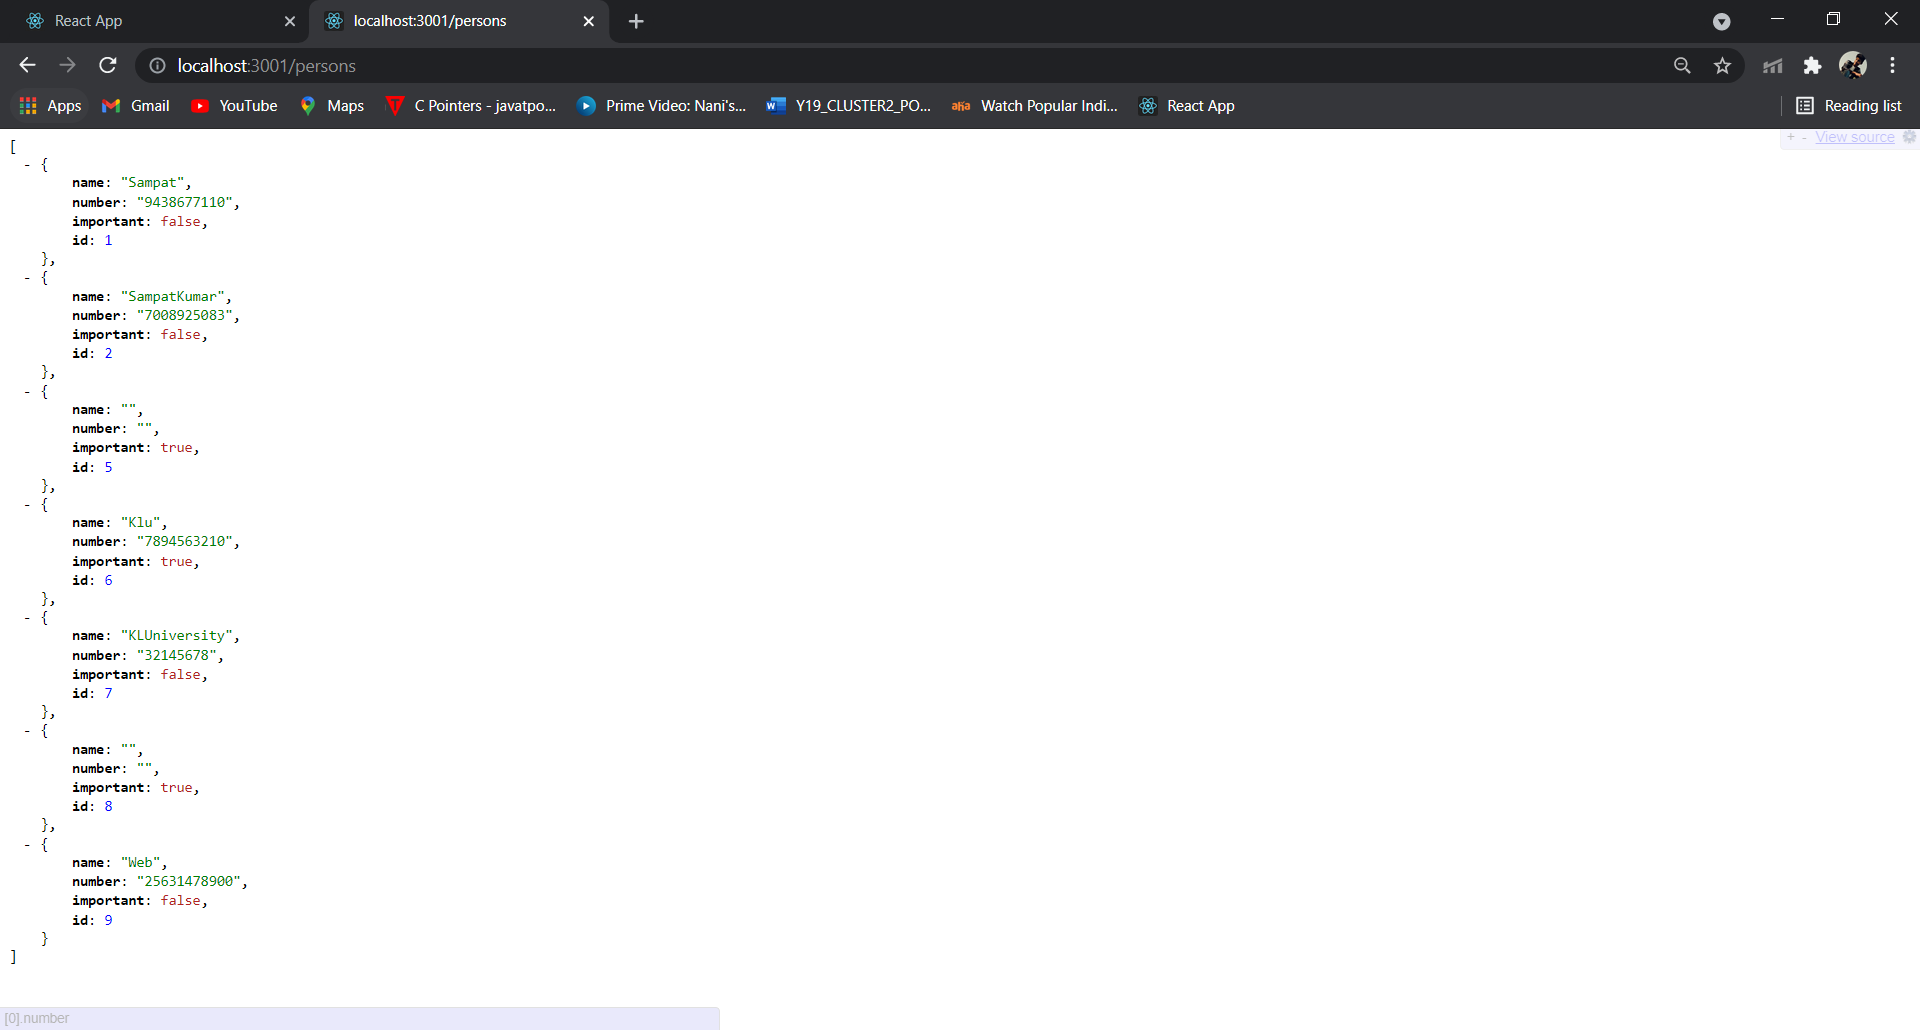 React App
localhost:3001/persons
localhost:3001/persons
Apps Gmail YouTube Maps C Pointers - javatpo... Prime Video: Nani's... Y19_CLUSTER2_PO... aha Watch Popular Indi... React App Reading list
+ - View source
[
- {
name: "Sampat",
number: "9438677110",
important: false,
id: 1
},
- {
name: "SampatKumar",
number: "7008925083",
important: false,
id: 2
},
- {
name: "",
number: "",
important: true,
id: 5
},
- {
name: "Klu",
number: "7894563210",
important: true,
id: 6
},
- {
name: "KLUniversity",
number: "32145678",
important: false,
id: 7
},
- {
name: "",
number: "",
important: true,
id: 8
},
- {
name: "Web",
number: "25631478900",
important: false,
id: 9
}
]
[0].number